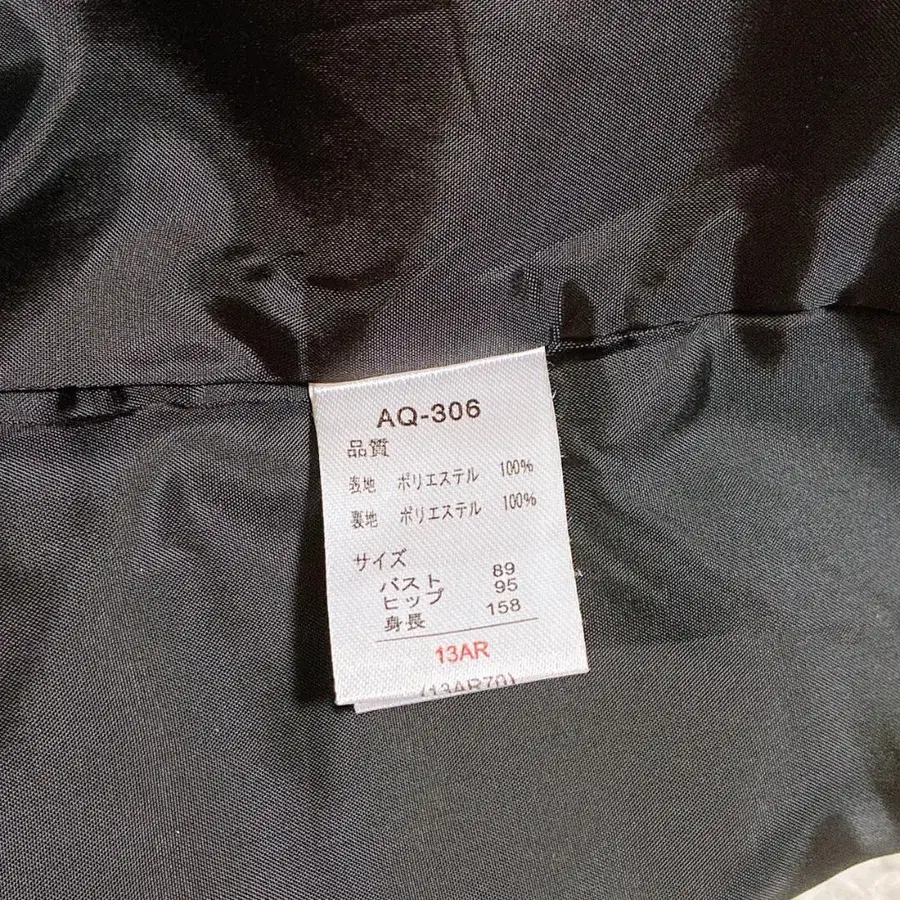 AQ-306
品質
表地 ポリエステル 100%
裏地 ポリエステル 100%
サイズ
バスト 89
ヒップ 95
身長 158
13AR
(13AR70)